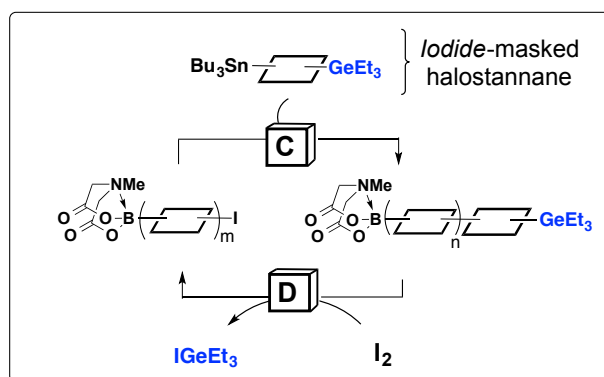 Bu3Sn GeEt3 Iodide-masked
halostannane
C
NMe NMe
O O B I O O B GeEt3
O O m O O n
D
IGeEt3 I2